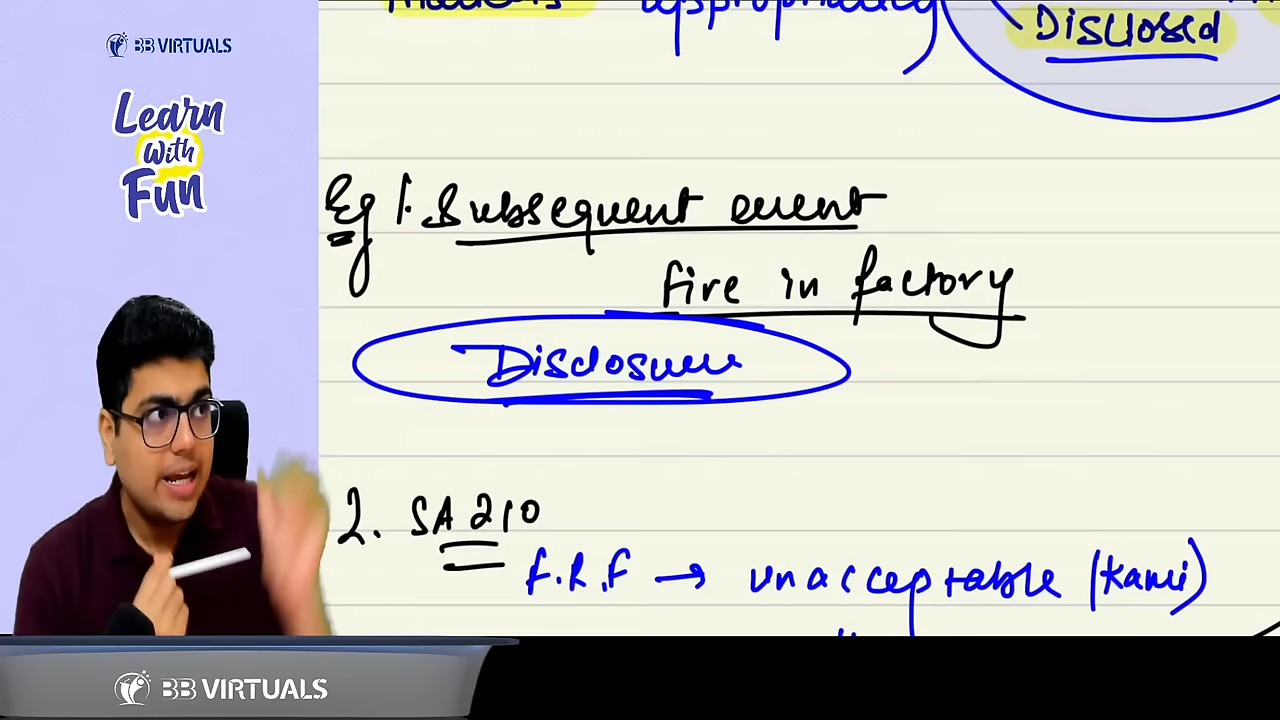 BB VIRTUALS
Learn
With
Fun
appropriately
Disclosed
Eg 1. Subsequent event
fire in factory
Disclosure
2. SA 210
F.R.F → unacceptable (Kami)
BB VIRTUALS